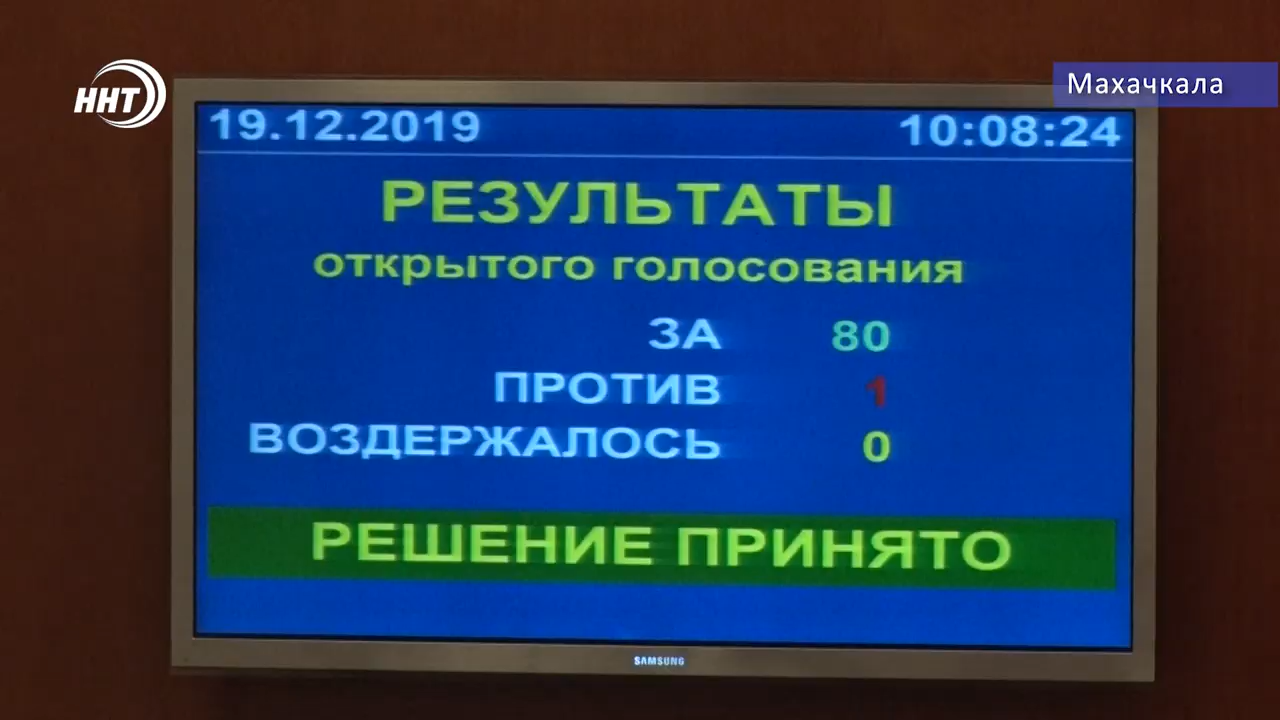 ННТ
Махачкала
19.12.2019 10:08:24
РЕЗУЛЬТАТЫ
открытого голосования
ЗА 80
ПРОТИВ 1
ВОЗДЕРЖАЛОСЬ 0
РЕШЕНИЕ ПРИНЯТО
SAMSUNG